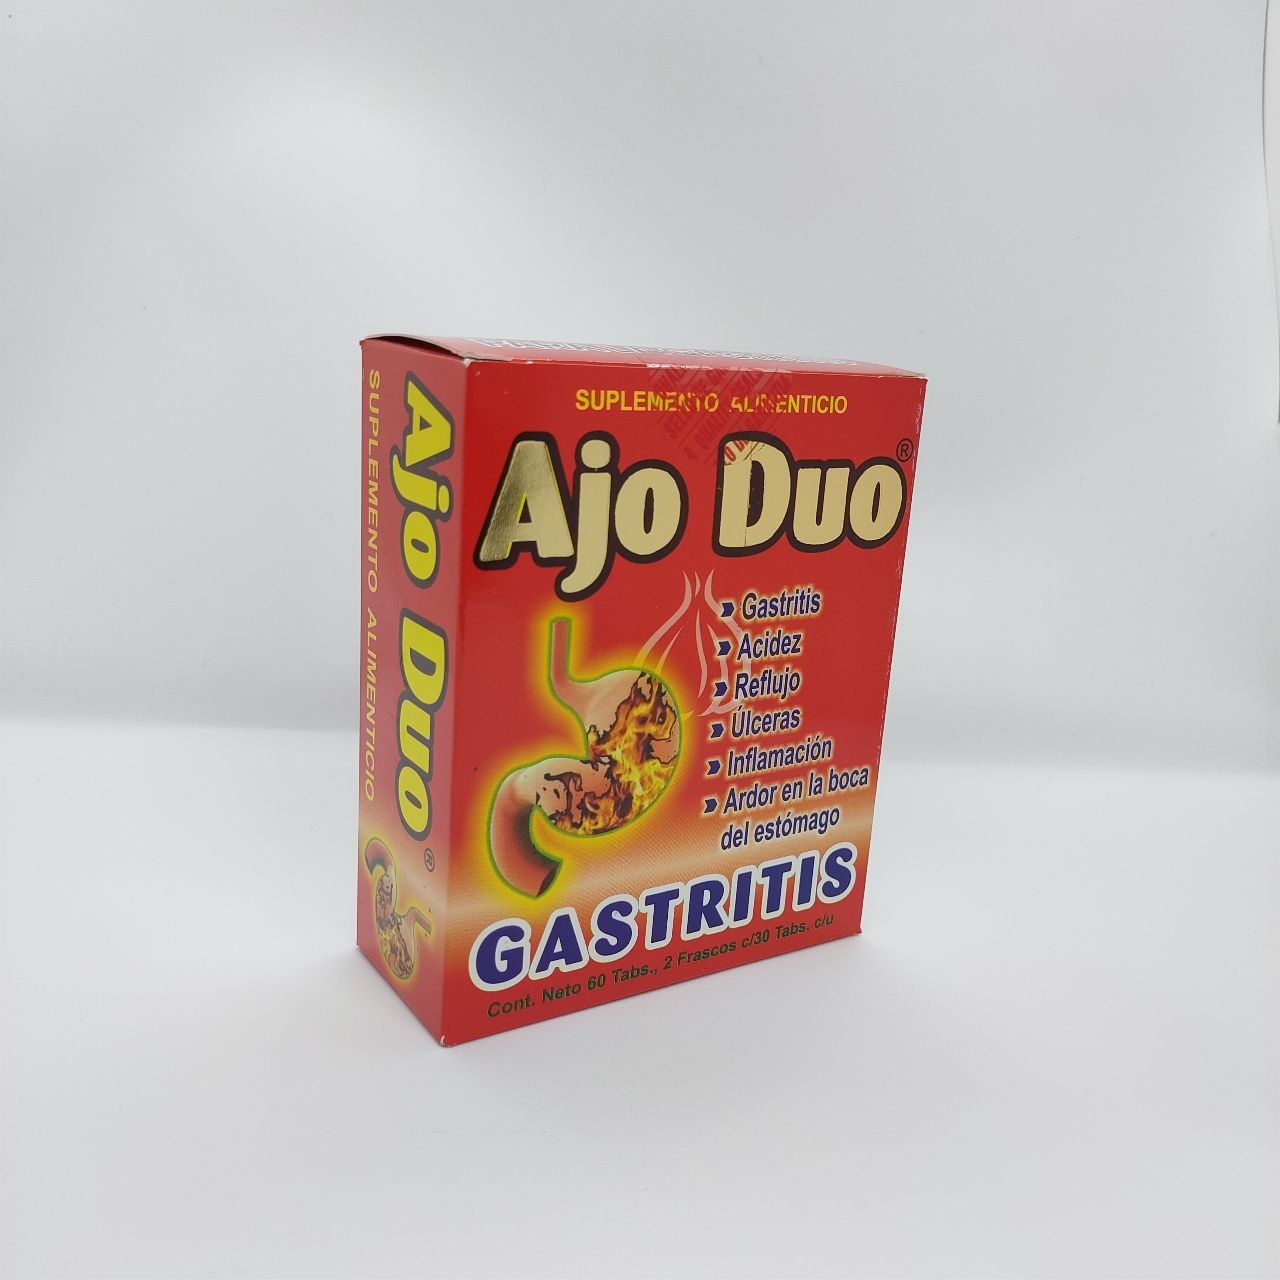 SUPLEMENTO ALIMENTICIO
Ajo Duo®
Gastritis
Acidez
Reflujo
Úlceras
Inflamación
Ardor en la boca
del estómago
GASTRITIS
Cont. Neto 60 Tabs., 2 Frascos c/30 Tabs. c/u
Ajo Duo®
SUPLEMENTO ALIMENTICIO